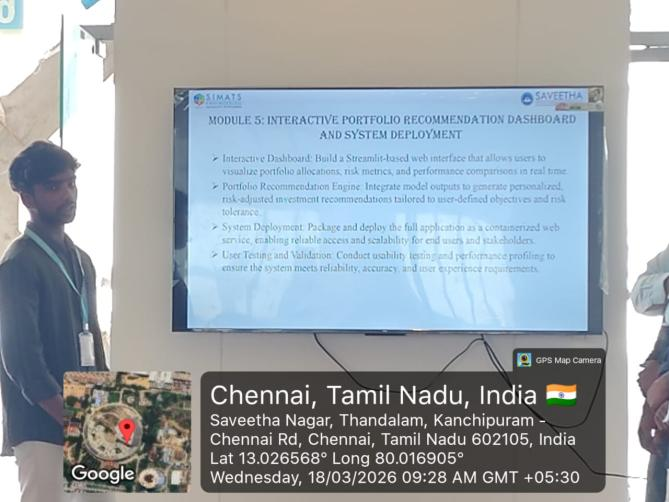 SIMATS
ENGINEERING
SAVEETHA
MODULE 5: INTERACTIVE PORTFOLIO RECOMMENDATION DASHBOARD
AND SYSTEM DEPLOYMENT
➢ Interactive Dashboard: Build a Streamlit-based web interface that allows users to
visualize portfolio allocations, risk metrics, and performance comparisons in real time.
➢ Portfolio Recommendation Engine: Integrate model outputs to generate personalized,
risk-adjusted investment recommendations tailored to user-defined objectives and risk
tolerance.
➢ System Deployment: Package and deploy the full application as a containerized web
service, enabling reliable access and scalability for end users and stakeholders.
➢ User Testing and Validation: Conduct usability testing and performance profiling to
ensure the system meets reliability, accuracy, and user experience requirements.
GPS Map Camera
Chennai, Tamil Nadu, India
Saveetha Nagar, Thandalam, Kanchipuram -
Chennai Rd, Chennai, Tamil Nadu 602105, India
Lat 13.026568° Long 80.016905°
Wednesday, 18/03/2026 09:28 AM GMT +05:30
Google